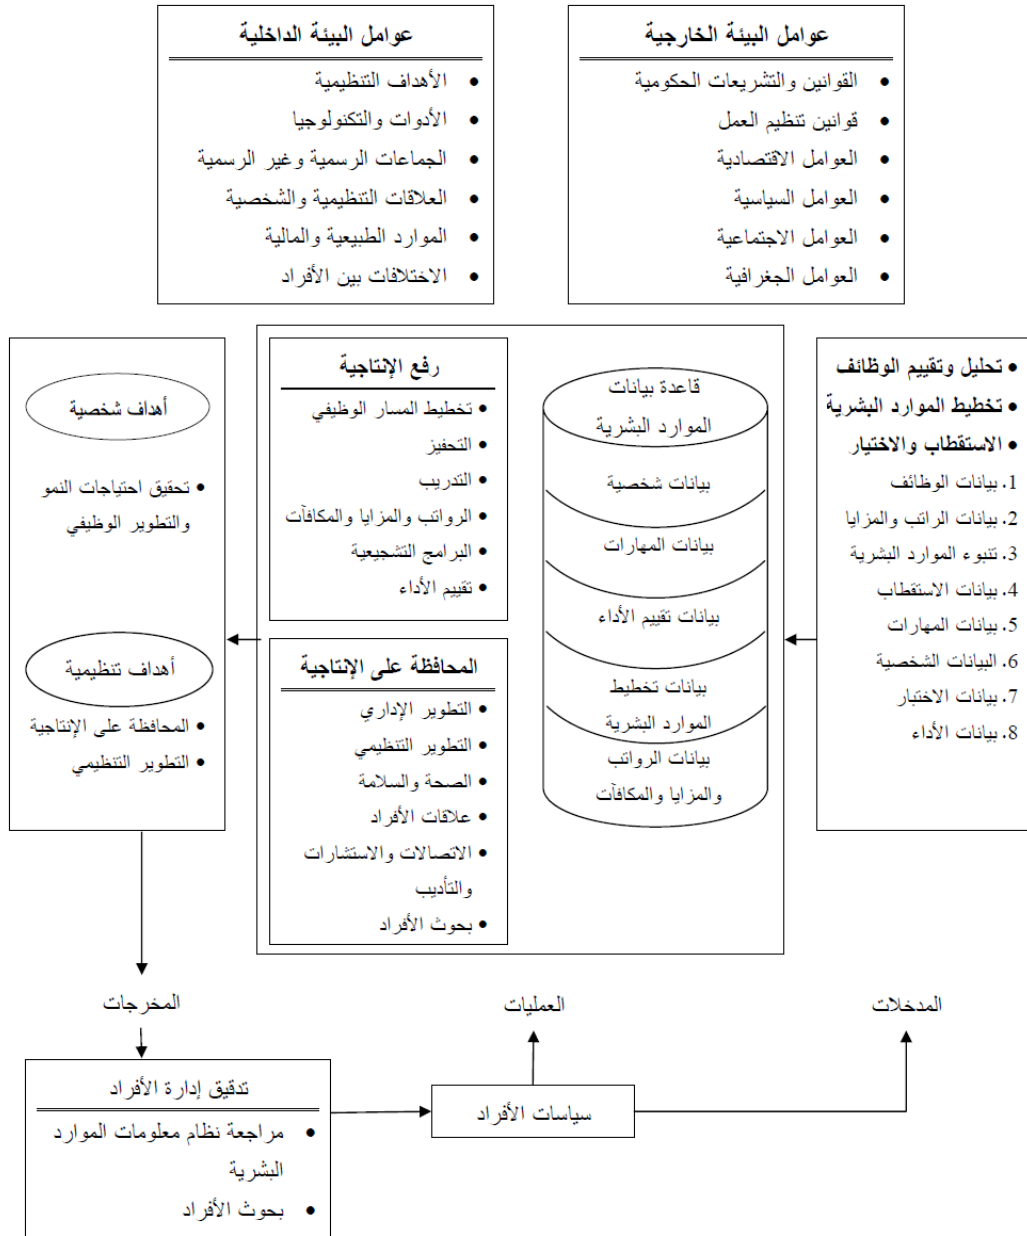 عوامل البيئة الخارجية
• القوانين والتشريعات الحكومية
• قوانين تنظيم العمل
• العوامل الاقتصادية
• العوامل السياسية
• العوامل الاجتماعية
• العوامل الجغرافية
عوامل البيئة الداخلية
• الأهداف التنظيمية
• الأدوات والتكنولوجيا
• الجماعات الرسمية وغير الرسمية
• العلاقات التنظيمية والشخصية
• الموارد الطبيعية والمالية
• الاختلافات بين الأفراد
• تحليل وتقييم الوظائف
• تخطيط الموارد البشرية
• الاستقطاب والاختيار
1. بيانات الوظائف
2. بيانات الراتب والمزايا
3. تنبوء الموارد البشرية
4. بيانات الاستقطاب
5. بيانات المهارات
6. البيانات الشخصية
7. بيانات الاختبار
8. بيانات الأداء
قاعدة بيانات
الموارد البشرية
بيانات شخصية
بيانات المهارات
بيانات تقييم الأداء
بيانات تخطيط
الموارد البشرية
بيانات الرواتب
والمزايا والمكافآت
رفع الإنتاجية
• تخطيط المسار الوظيفي
• التحفيز
• التدريب
• الرواتب والمزايا والمكافآت
• البرامج التشجيعية
• تقييم الأداء
المحافظة على الإنتاجية
• التطوير الإداري
• التطوير التنظيمي
• الصحة والسلامة
• علاقات الأفراد
• الاتصالات والاستشارات
والتأديب
• بحوث الأفراد
أهداف شخصية
• تحقيق احتياجات النمو
والتطوير الوظيفي
أهداف تنظيمية
• المحافظة على الإنتاجية
• التطوير التنظيمي
المدخلات
العمليات
المخرجات
سياسات الأفراد
تدقيق إدارة الأفراد
• مراجعة نظام معلومات الموارد
البشرية
• بحوث الأفراد